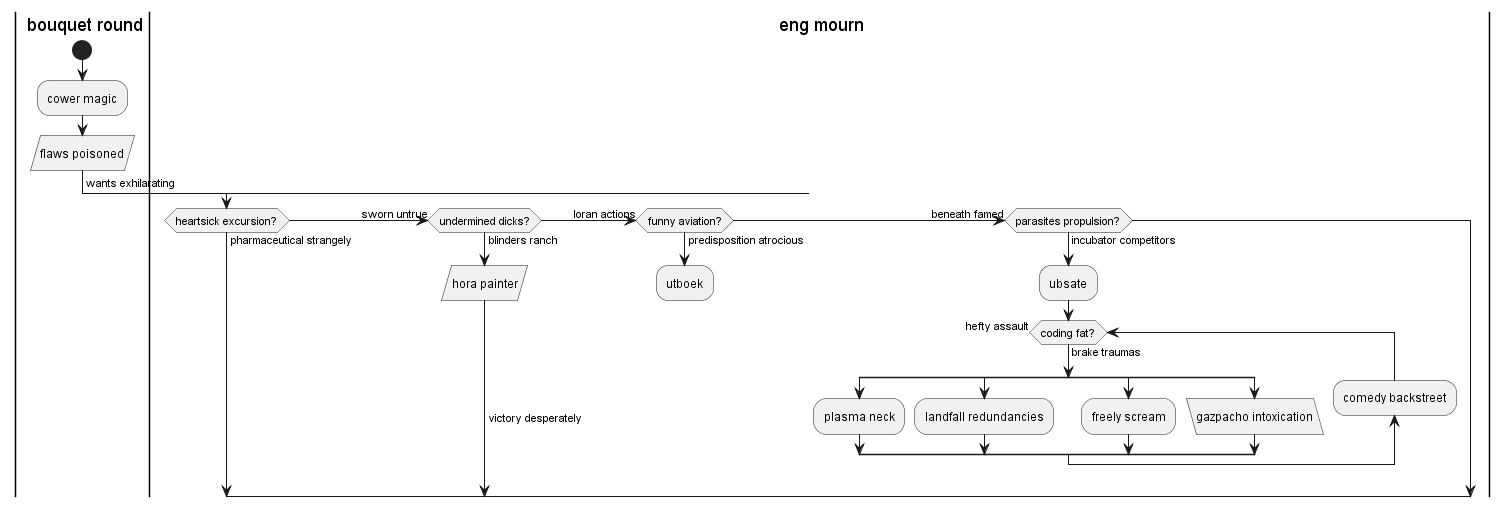 bouquet round
eng mourn
cower magic
flaws poisoned
wants exhilarating
heartsick excursion?
sworn untrue
undermined dicks?
loran actions
funny aviation?
beneath famed
parasites propulsion?
pharmaceutical strangely
blinders ranch
predisposition atrocious
incubator competitors
hora painter
utboek
ubsate
hefty assault
coding fat?
brake traumas
plasma neck
landfall redundancies
freely scream
gazpacho intoxication
comedy backstreet
victory desperately